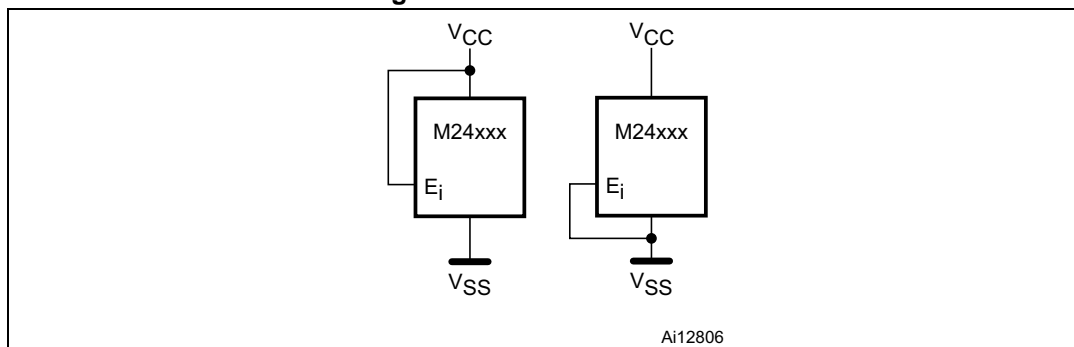 g
V_CC V_CC
M24xxx M24xxx
E_i E_i
V_SS V_SS
Ai12806